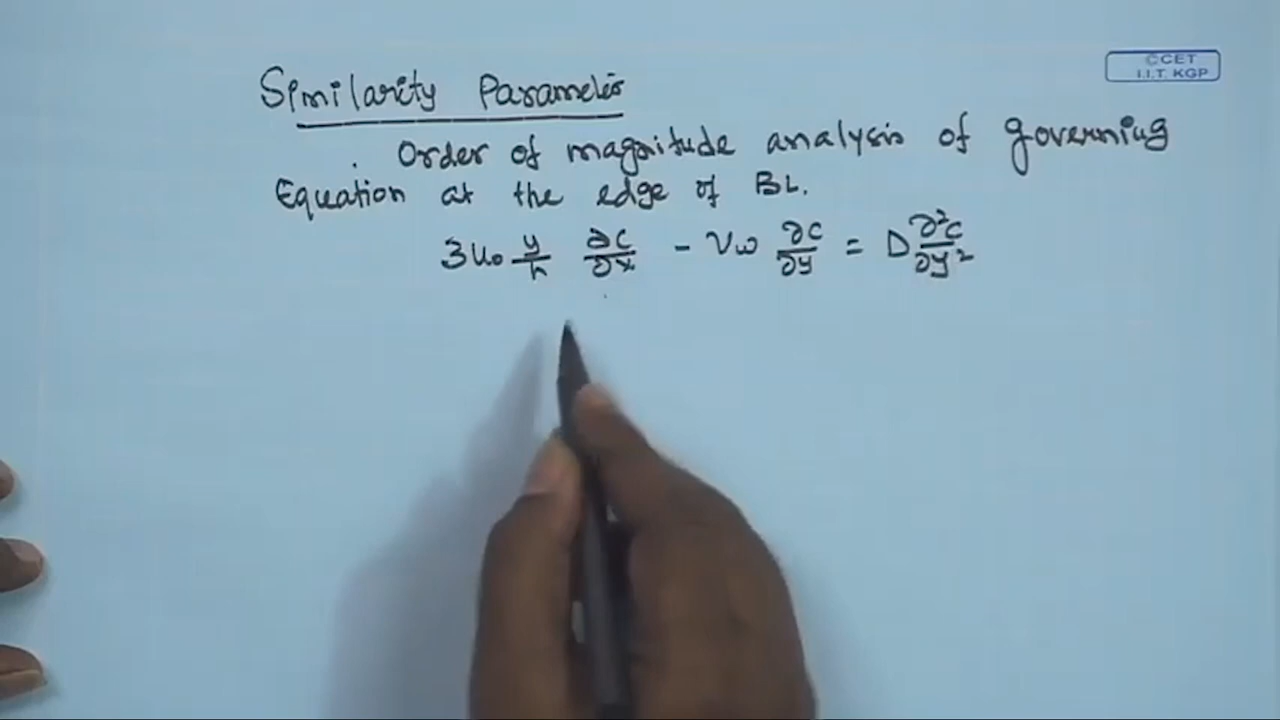 ©CET
I.I.T. KGP
Similarity Parameter
. Order of magnitude analysis of governing
Equation at the edge of BL.
3u₀ y/h ∂c/∂x - Vw ∂c/∂y = D ∂²c/∂y²